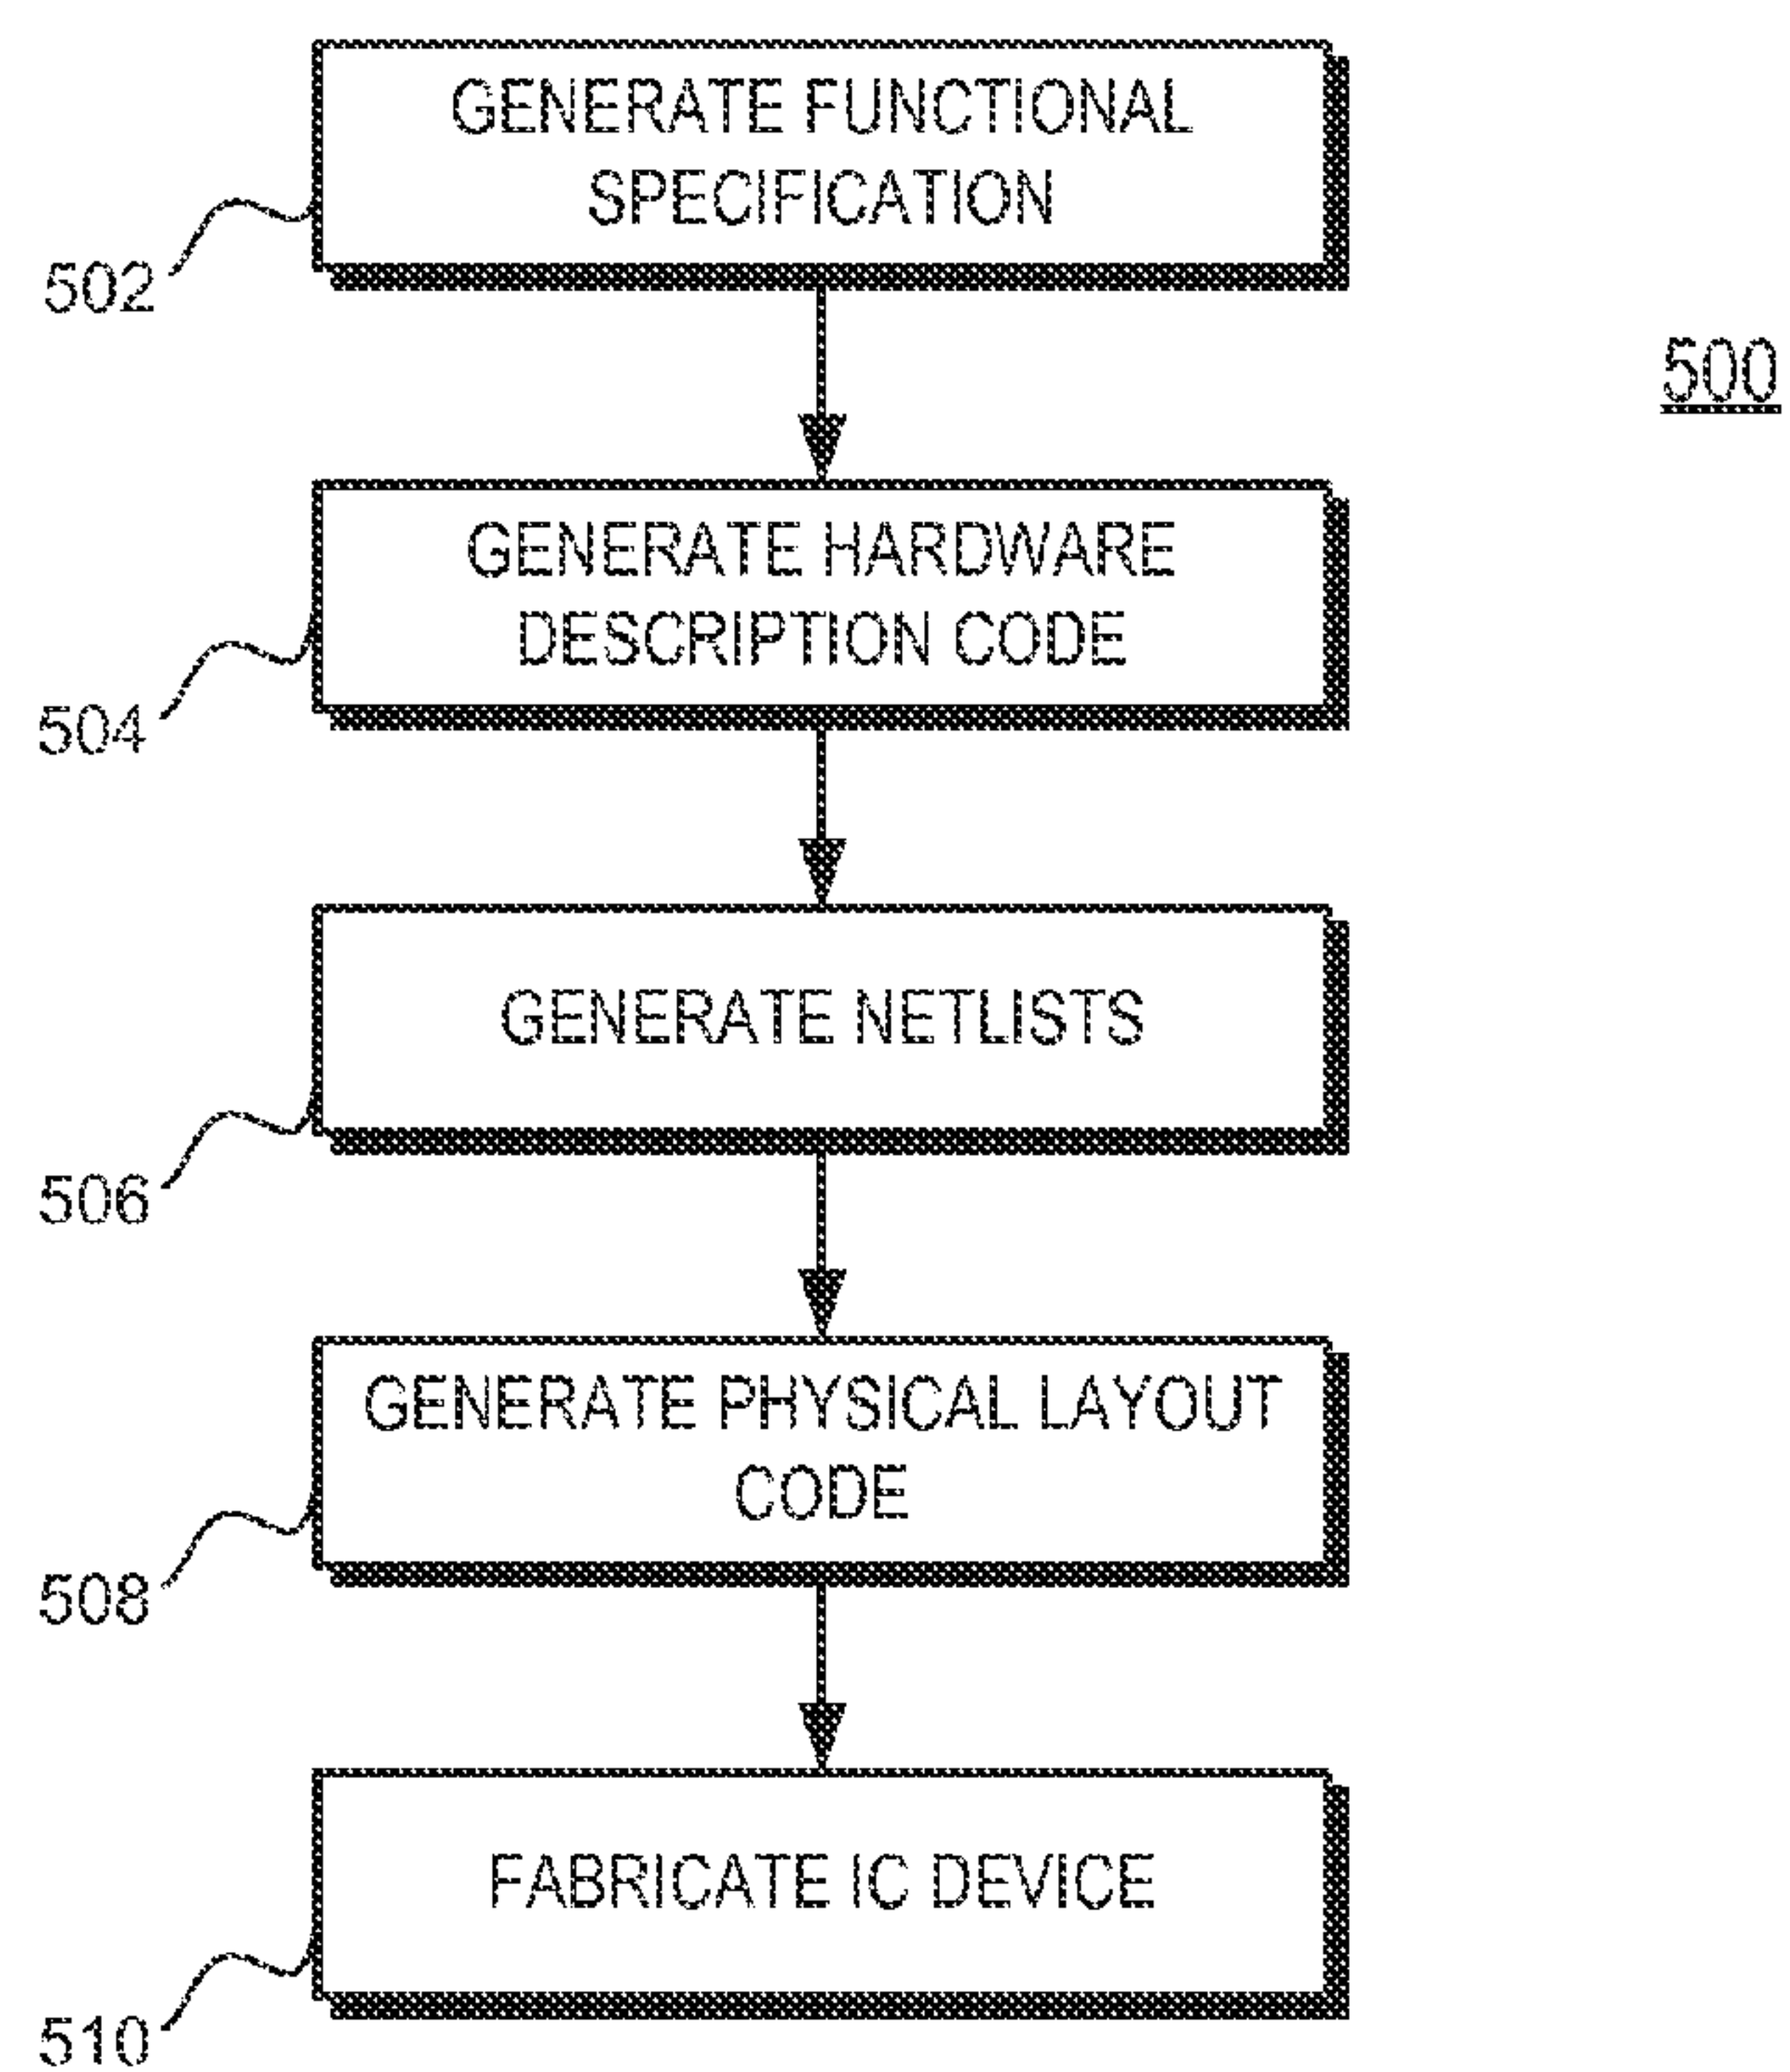 GENERATE FUNCTIONAL
SPECIFICATION
502
500
GENERATE HARDWARE
DESCRIPTION CODE
504
GENERATE NETLISTS
506
GENERATE PHYSICAL LAYOUT
CODE
508
FABRICATE IC DEVICE
510